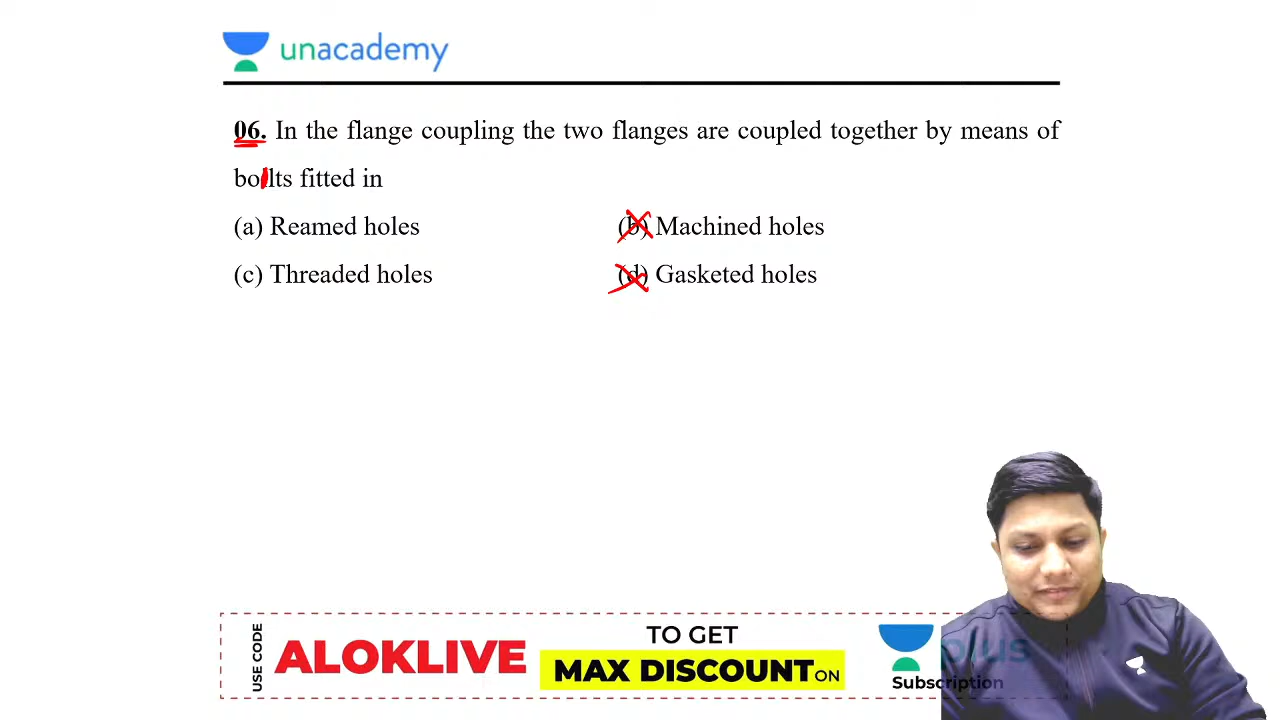 unacademy
06. In the flange coupling the two flanges are coupled together by means of
bolts fitted in
(a) Reamed holes (b) Machined holes
(c) Threaded holes (d) Gasketed holes
USE CODE
ALOKLIVE
TO GET
MAX DISCOUNT ON
plus
Subscription